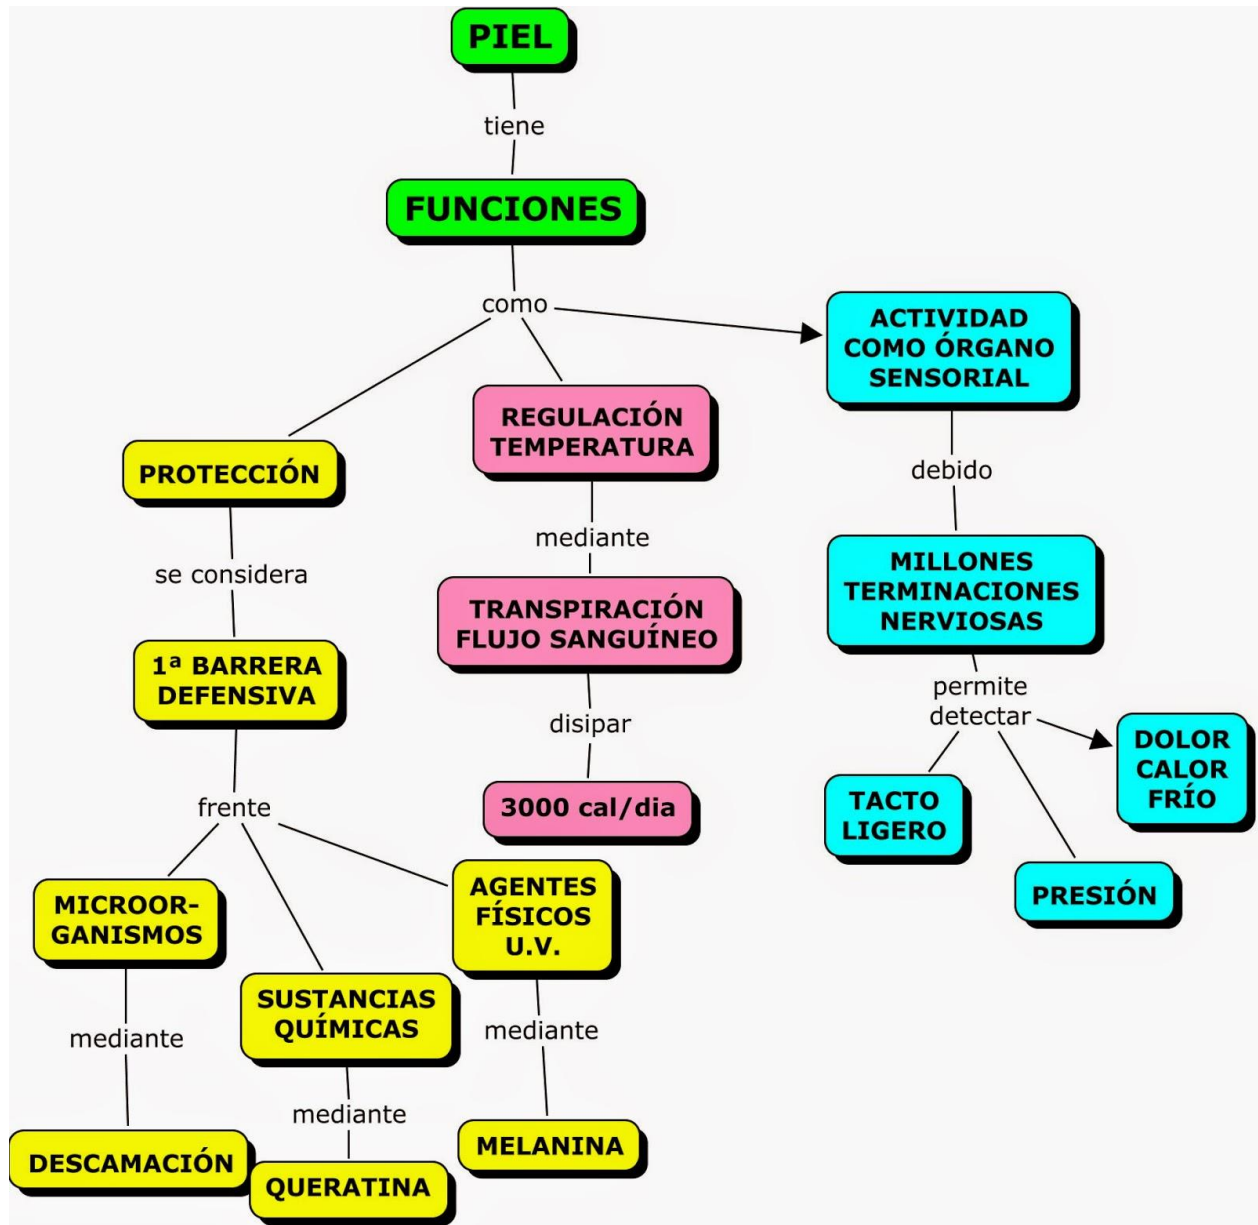 PIEL
tiene
FUNCIONES
como
PROTECCIÓN
se considera
1ª BARRERA
DEFENSIVA
frente
MICROOR-
GANISMOS
mediante
DESCAMACIÓN
SUSTANCIAS
QUÍMICAS
mediante
QUERATINA
AGENTES
FÍSICOS
U.V.
mediante
MELANINA
REGULACIÓN
TEMPERATURA
mediante
TRANSPIRACIÓN
FLUJO SANGUÍNEO
disipar
3000 cal/dia
ACTIVIDAD
COMO ÓRGANO
SENSORIAL
debido
MILLONES
TERMINACIONES
NERVIOSAS
permite
detectar
TACTO
LIGERO
PRESIÓN
DOLOR
CALOR
FRÍO